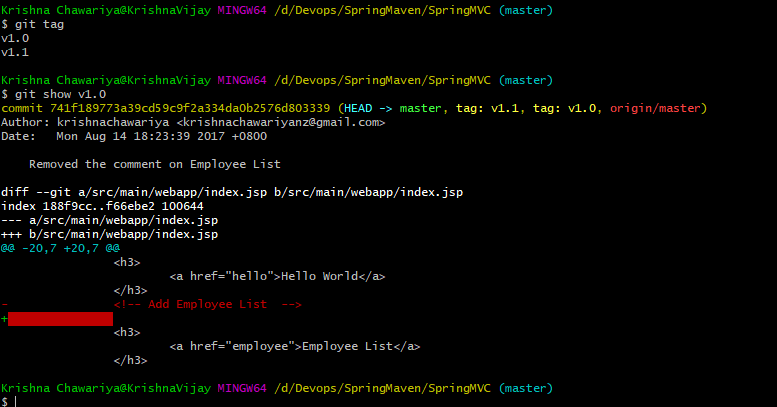 Krishna Chawariya@KrishnaVijay MINGW64 /d/Devops/SpringMaven/SpringMVC (master)
$ git tag
v1.0
v1.1

Krishna Chawariya@KrishnaVijay MINGW64 /d/Devops/SpringMaven/SpringMVC (master)
$ git show v1.0
commit 741f189773a39cd59c9f2a334da0b2576d803339 (HEAD -> master, tag: v1.1, tag: v1.0, origin/master)
Author: krishnachawariya <krishnachawariyanz@gmail.com>
Date:   Mon Aug 14 18:23:39 2017 +0800

    Removed the comment on Employee List

diff --git a/src/main/webapp/index.jsp b/src/main/webapp/index.jsp
index 188f9cc..f66ebe2 100644
--- a/src/main/webapp/index.jsp
+++ b/src/main/webapp/index.jsp
@@ -20,7 +20,7 @@
                <h3>
                        <a href="hello">Hello World</a>
                </h3>
-               <!-- Add Employee List  -->
+
                <h3>
                        <a href="employee">Employee List</a>
                </h3>

Krishna Chawariya@KrishnaVijay MINGW64 /d/Devops/SpringMaven/SpringMVC (master)
$